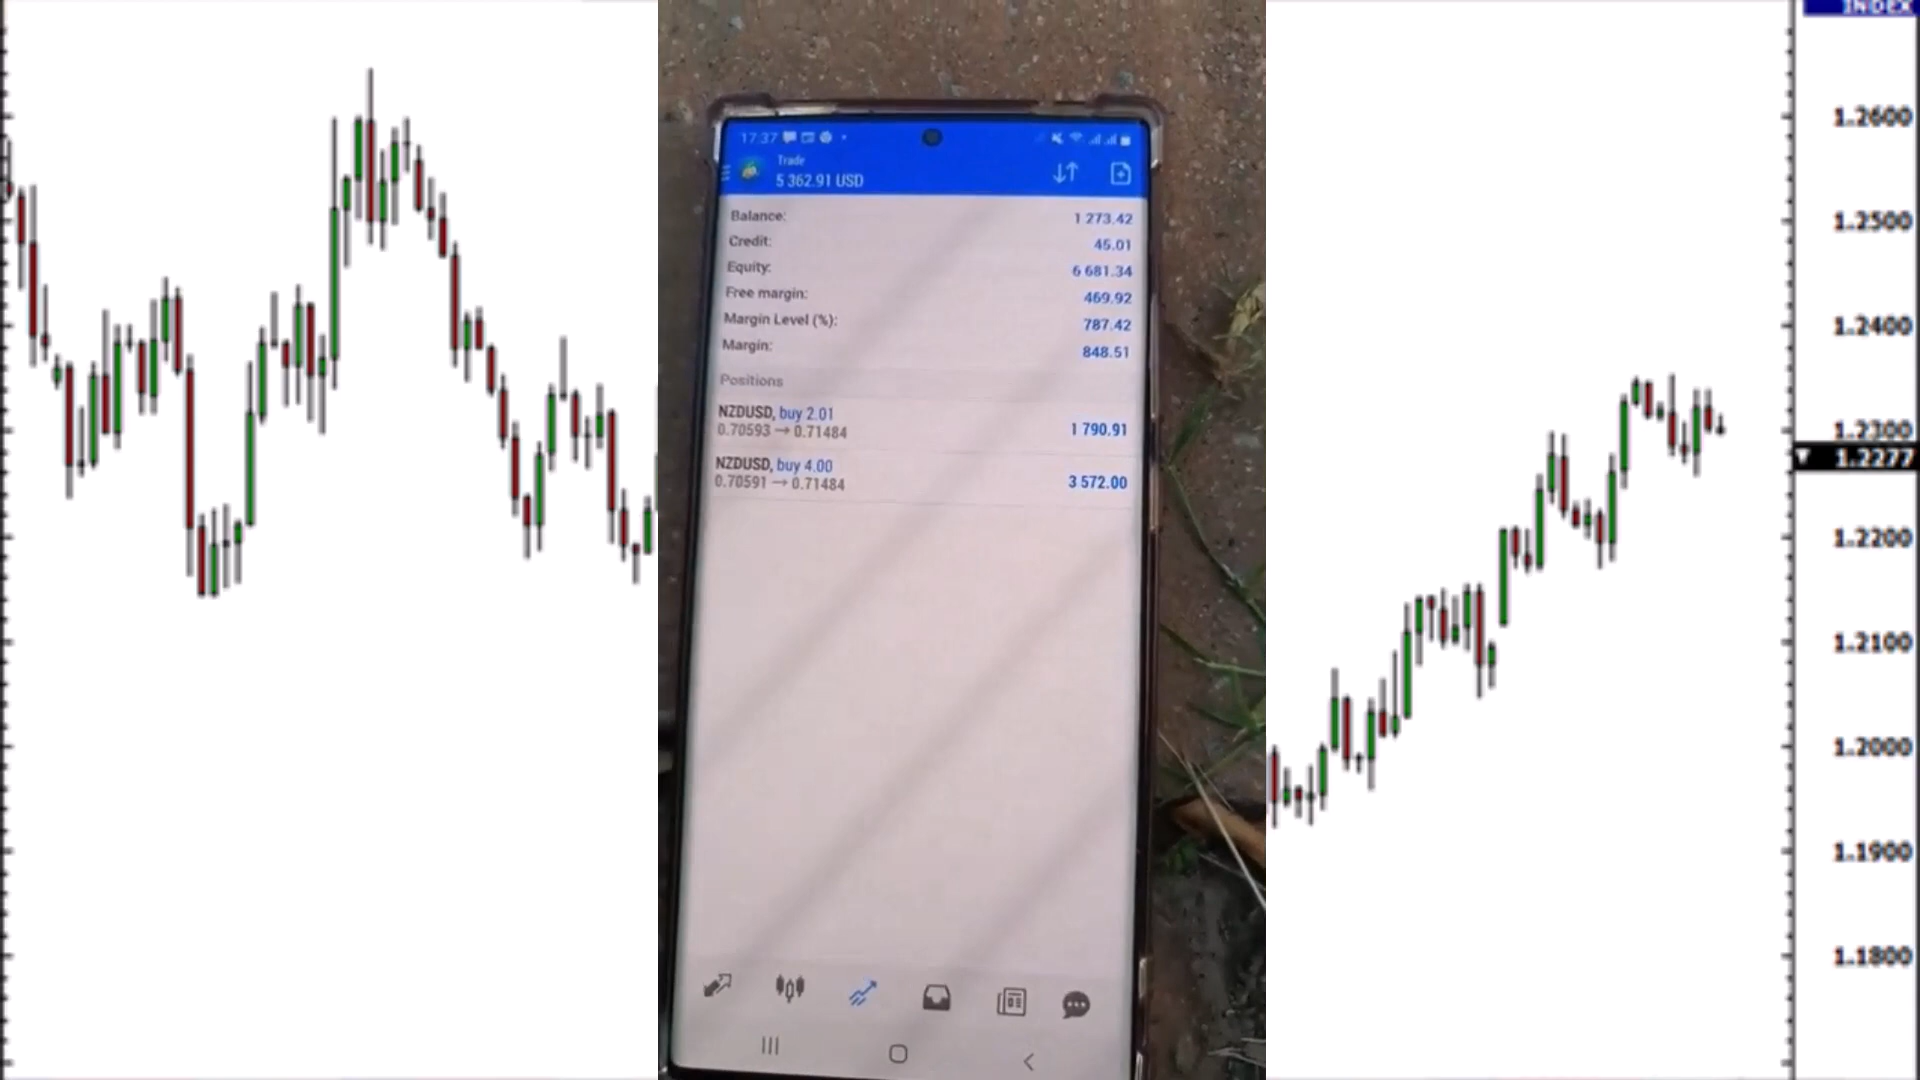 17:37
Trade
5 362.91 USD
Balance: 1 273.42
Credit: 45.01
Equity: 6 681.34
Free margin: 469.92
Margin Level (%): 787.42
Margin: 848.51
Positions
NZDUSD, buy 2.01
0.70593 → 0.71484 1 790.91
NZDUSD, buy 4.00
0.70591 → 0.71484 3 572.00
INDEX
1.2600
1.2500
1.2400
1.2300
1.2277
1.2200
1.2100
1.2000
1.1900
1.1800